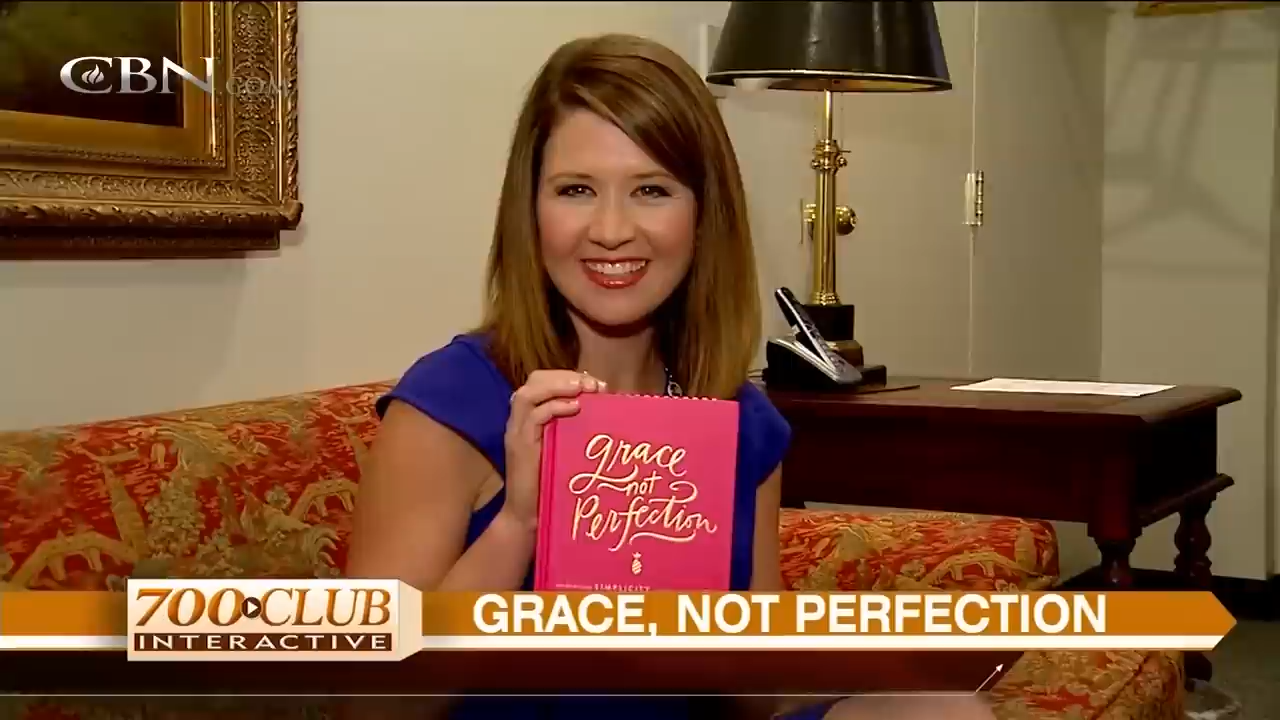 CBN.COM
grace
not
Perfection
SIMPLICITY
700 CLUB
INTERACTIVE
GRACE, NOT PERFECTION